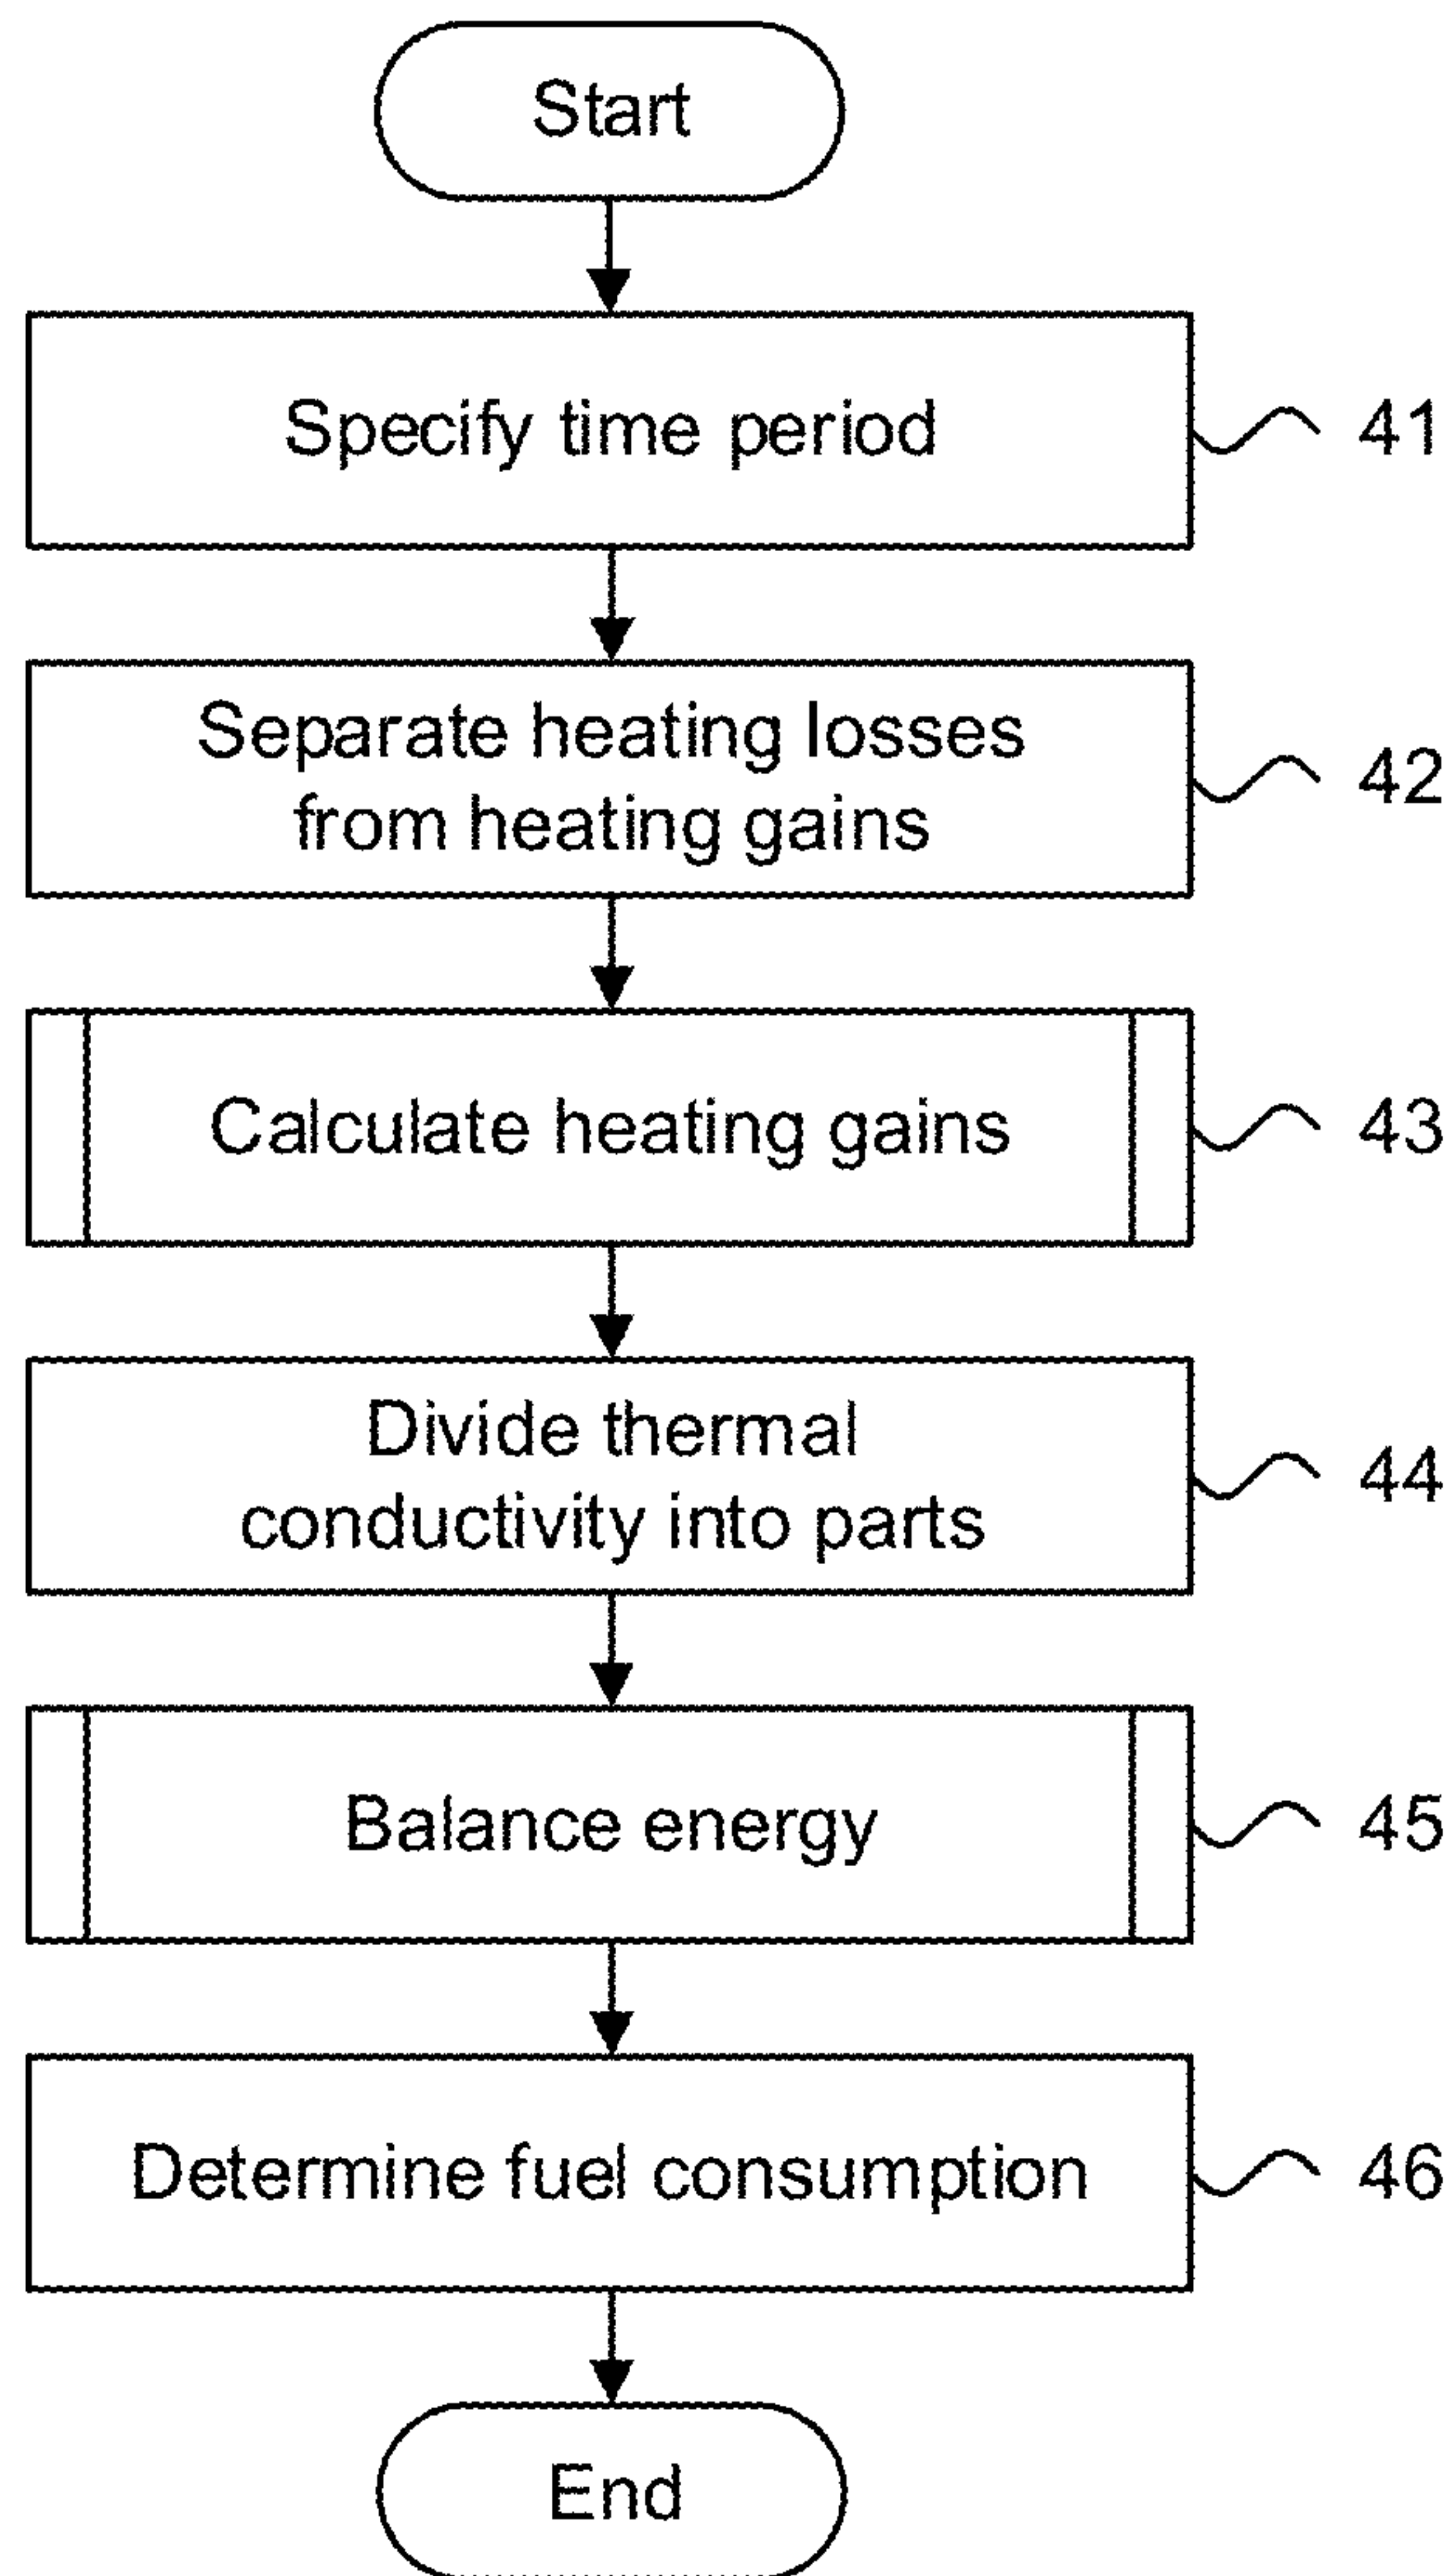 Start
Specify time period
41
Separate heating losses
from heating gains
42
Calculate heating gains
43
Divide thermal
conductivity into parts
44
Balance energy
45
Determine fuel consumption
46
End